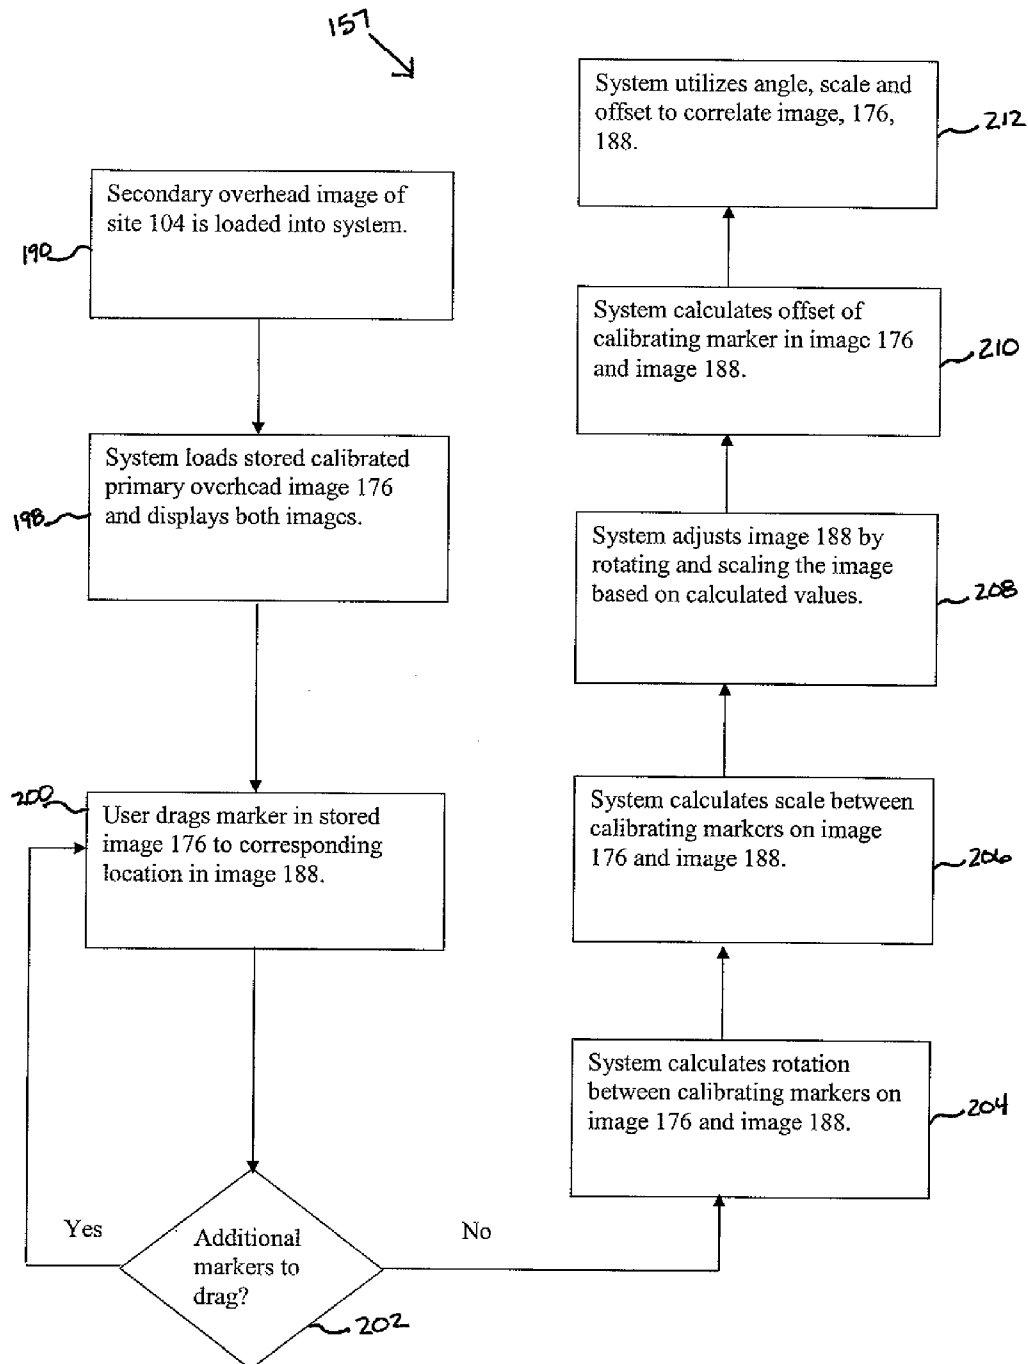 157
Secondary overhead image of
site 104 is loaded into system.
190
System loads stored calibrated
primary overhead image 176
and displays both images.
198
200
User drags marker in stored
image 176 to corresponding
location in image 188.
Yes
Additional
markers to
drag?
202
No
System calculates rotation
between calibrating markers on
image 176 and image 188.
204
System calculates scale between
calibrating markers on image
176 and image 188.
206
System adjusts image 188 by
rotating and scaling the image
based on calculated values.
208
System calculates offset of
calibrating marker in image 176
and image 188.
210
System utilizes angle, scale and
offset to correlate image, 176,
188.
212